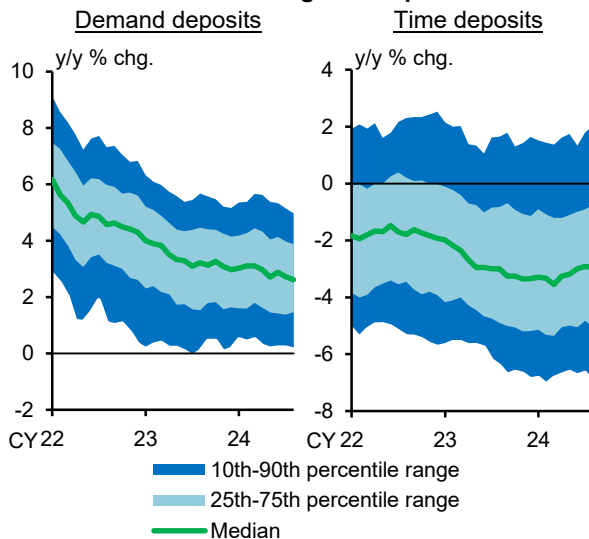 Demand deposits
y/y % chg.
10
8
6
4
2
0
-2
CY 22 23 24
Time deposits
y/y % chg.
4
2
0
-2
-4
-6
-8
CY 22 23 24
10th-90th percentile range
25th-75th percentile range
Median